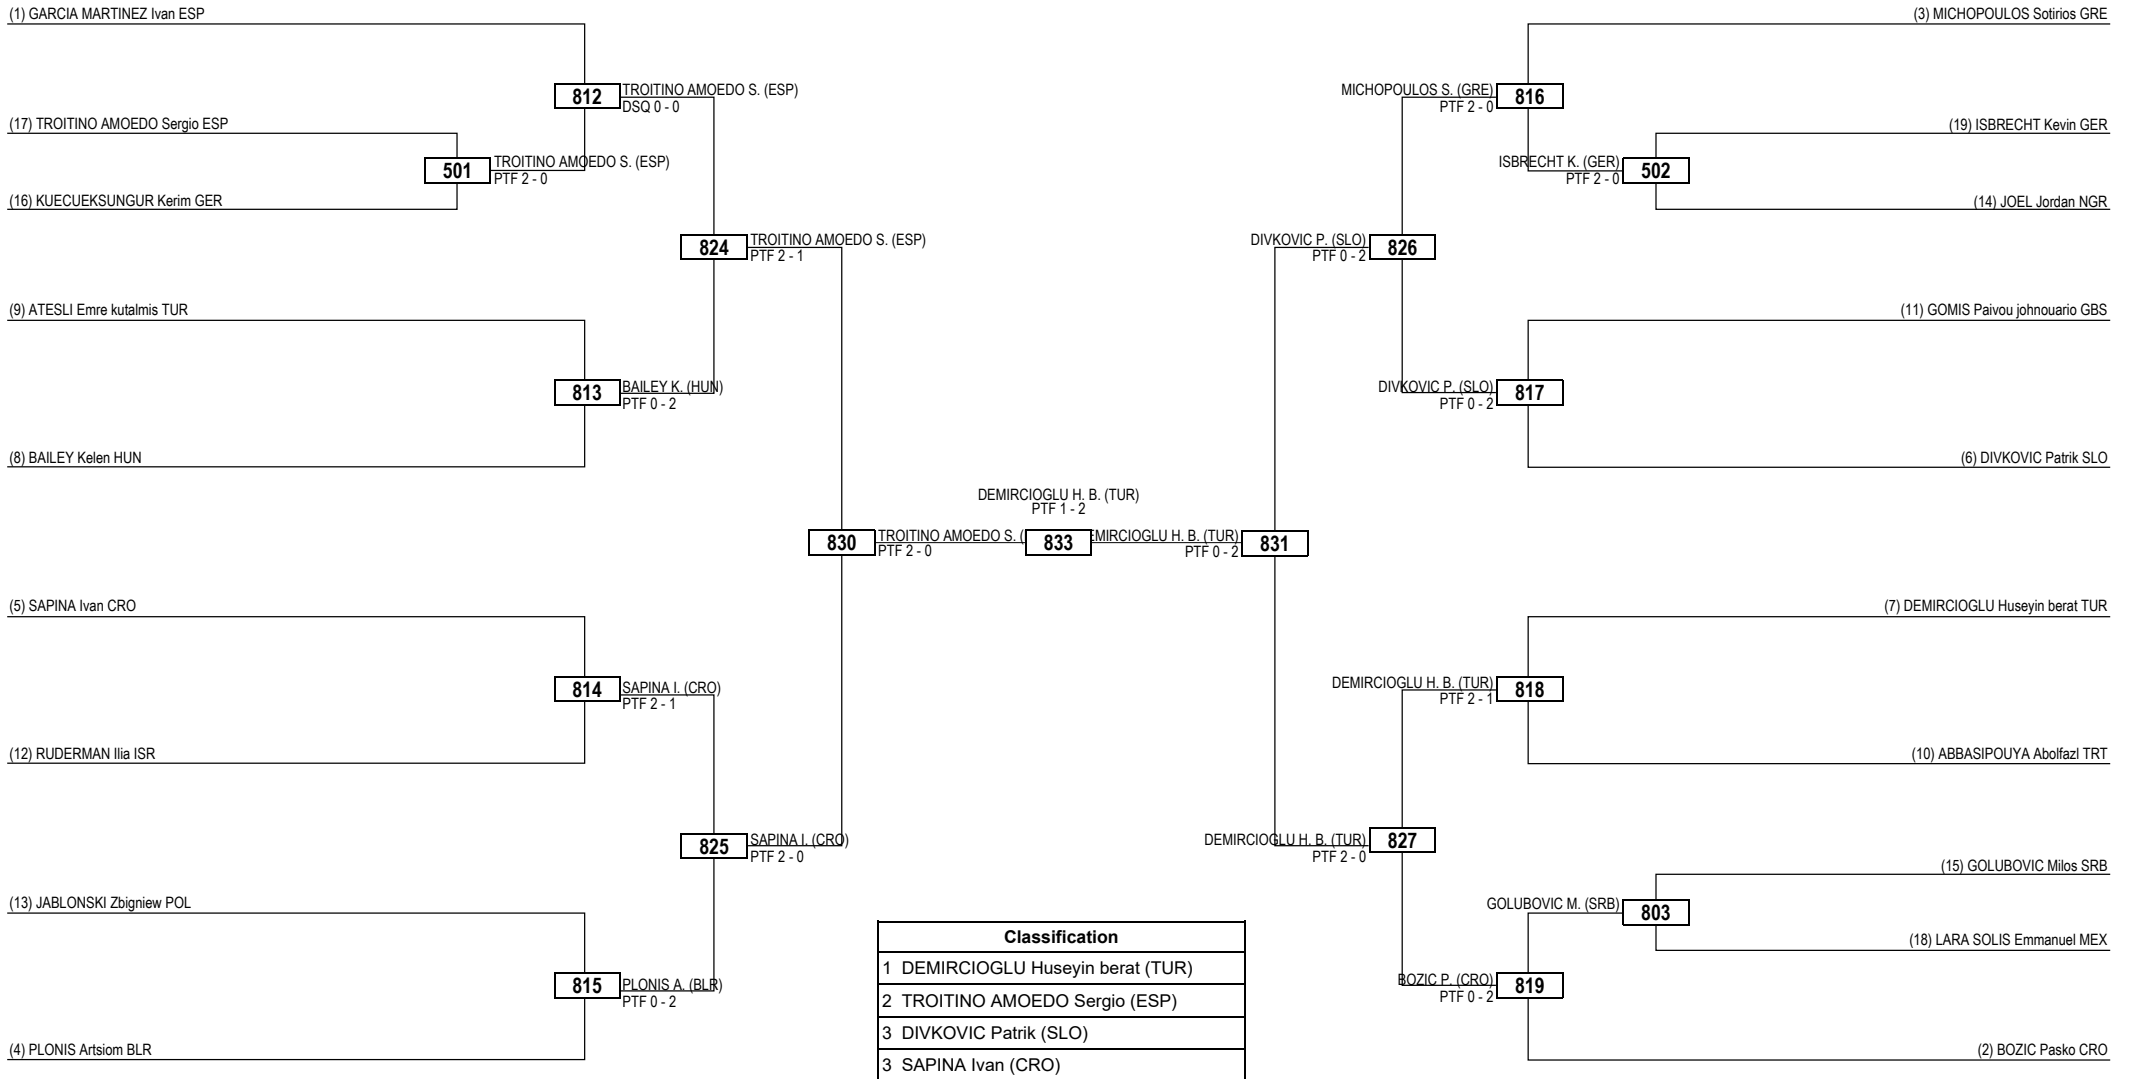 (1) GARCIA MARTINEZ Ivan ESP
(17) TROITINO AMOEDO Sergio ESP
(16) KUECUEKSUNGUR Kerim GER
(9) ATESLI Emre kutalmis TUR
(8) BAILEY Kelen HUN
(5) SAPINA Ivan CRO
(12) RUDERMAN Ilia ISR
(13) JABLONSKI Zbigniew POL
(4) PLONIS Artsiom BLR
501
TROITINO AMOEDO S. (ESP)
PTF 2 - 0
812
TROITINO AMOEDO S. (ESP)
DSQ 0 - 0
813
BAILEY K. (HUN)
PTF 0 - 2
814
SAPINA I. (CRO)
PTF 2 - 1
815
PLONIS A. (BLR)
PTF 0 - 2
824
TROITINO AMOEDO S. (ESP)
PTF 2 - 1
825
SAPINA I. (CRO)
PTF 2 - 0
830
TROITINO AMOEDO S. (
PTF 2 - 0
DEMIRCIOGLU H. B. (TUR)
PTF 1 - 2
833
EMIRCIOGLU H. B. (TUR)
PTF 0 - 2
831
DIVKOVIC P. (SLO)
PTF 0 - 2
826
DEMIRCIOGLU H. B. (TUR)
PTF 2 - 0
827
MICHOPOULOS S. (GRE)
PTF 2 - 0
816
DIVKOVIC P. (SLO)
PTF 0 - 2
817
DEMIRCIOGLU H. B. (TUR)
PTF 2 - 1
818
BOZIC P. (CRO)
PTF 0 - 2
819
ISBRECHT K. (GER)
PTF 2 - 0
502
GOLUBOVIC M. (SRB)
803
(3) MICHOPOULOS Sotirios GRE
(19) ISBRECHT Kevin GER
(14) JOEL Jordan NGR
(11) GOMIS Paivou johnouario GBS
(6) DIVKOVIC Patrik SLO
(7) DEMIRCIOGLU Huseyin berat TUR
(10) ABBASIPOUYA Abolfazl TRT
(15) GOLUBOVIC Milos SRB
(18) LARA SOLIS Emmanuel MEX
(2) BOZIC Pasko CRO
Classification
1 DEMIRCIOGLU Huseyin berat (TUR)
2 TROITINO AMOEDO Sergio (ESP)
3 DIVKOVIC Patrik (SLO)
3 SAPINA Ivan (CRO)